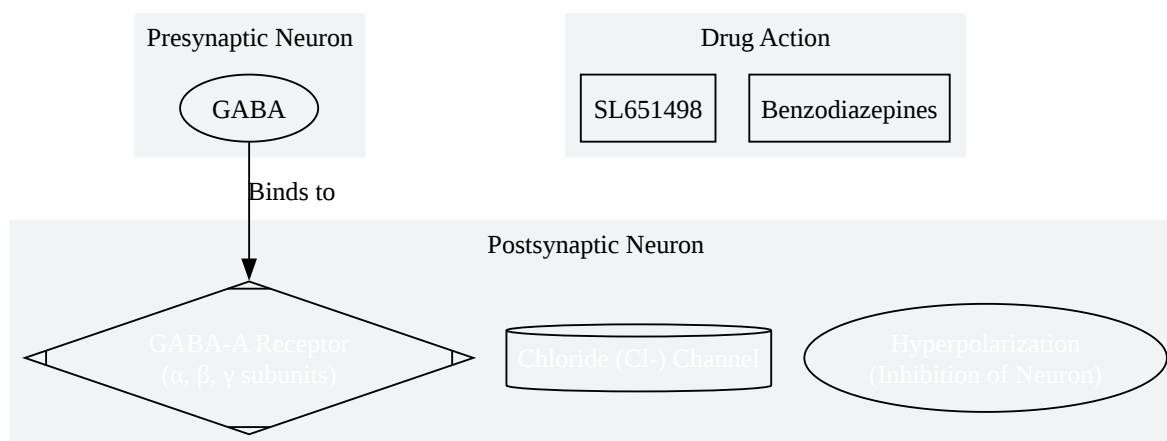 Presynaptic Neuron
Drug Action
GABA
SL651498
Benzodiazepines
Binds to
Postsynaptic Neuron
GABA-A Receptor
(α, β, γ subunits)
Chloride (Cl-) Channel
Hyperpolarization
(Inhibition of Neuron)